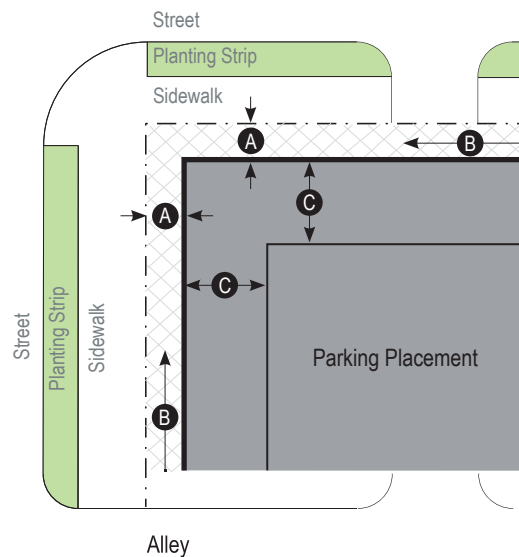 Street
Planting Strip
Sidewalk
A
B
C
A
C
Street
Planting Strip
Sidewalk
Parking Placement
B
Alley